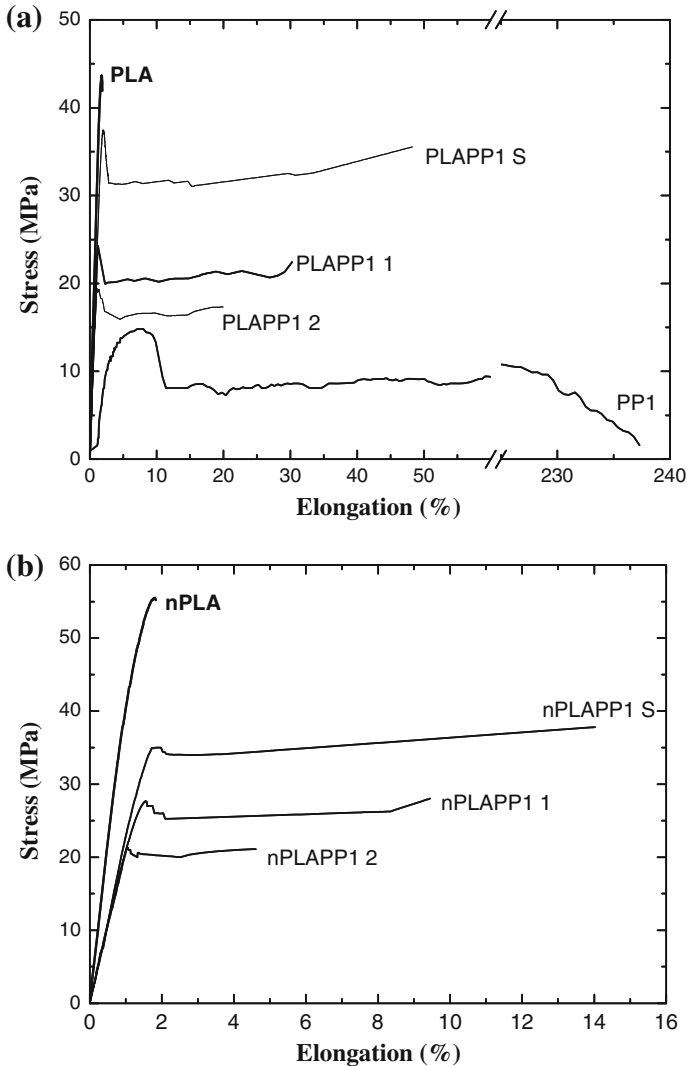 (a)
50
40
30
20
10
0
Stress (MPa)
PLA
PLAPP1 S
PLAPP1 1
PLAPP1 2
PP1
0 10 20 30 40 50 230 240
Elongation (%)
(b)
60
50
40
30
20
10
0
Stress (MPa)
nPLA
nPLAPP1 S
nPLAPP1 1
nPLAPP1 2
0 2 4 6 8 10 12 14 16
Elongation (%)